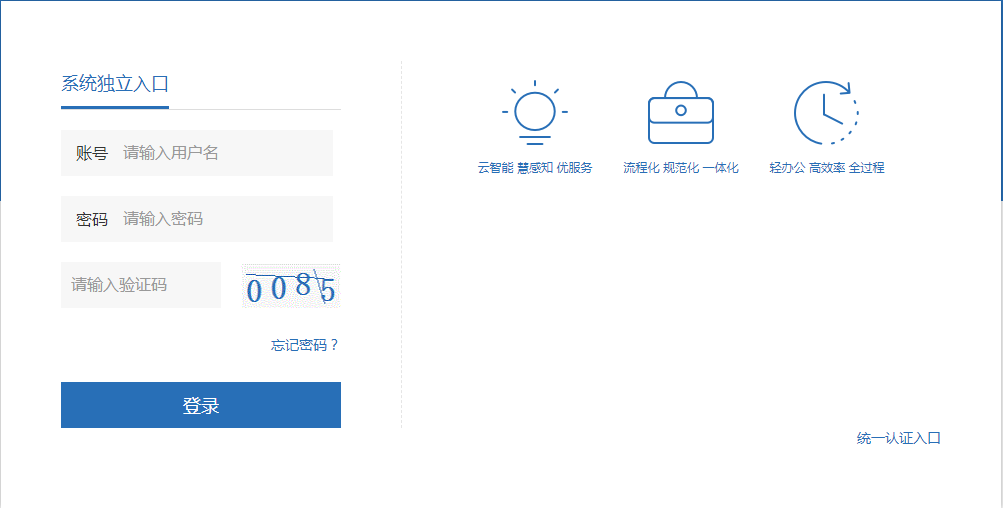 系统独立入口
账号 请输入用户名
密码 请输入密码
请输入验证码 0085
忘记密码？
登录
云智能 慧感知 优服务
流程化 规范化 一体化
轻办公 高效率 全过程
统一认证入口